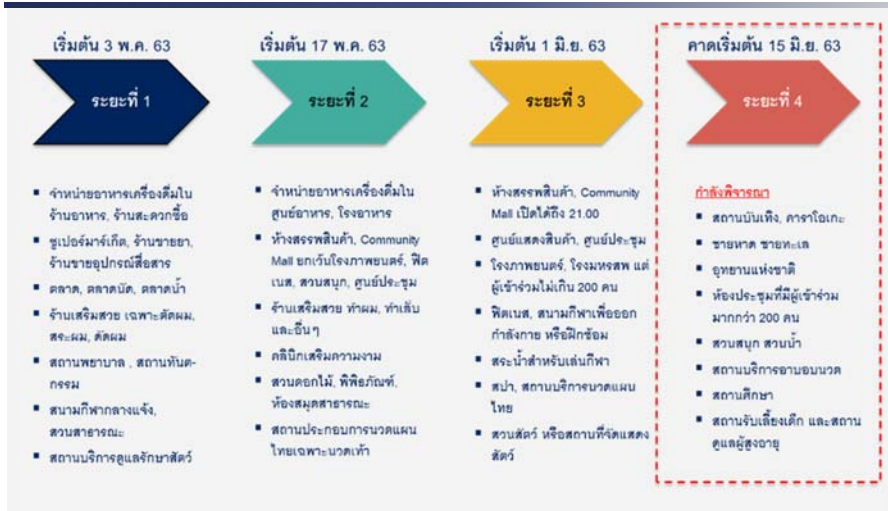 เริ่มต้น 3 พ.ค. 63
ระยะที่ 1
จำหน่ายอาหารเครื่องดื่มใน
ร้านอาหาร, ร้านสะดวกซื้อ
ซูเปอร์มาร์เก็ต, ร้านขายยา,
ร้านขายอุปกรณ์สื่อสาร
ตลาด, ตลาดนัด, ตลาดน้ำ
ร้านเสริมสวย เฉพาะตัดผม,
สระผม, ตัดผม
สถานพยาบาล , สถานทันต-
กรรม
สนามกีฬากลางแจ้ง,
สวนสาธารณะ
สถานบริการดูแลรักษาสัตว์
เริ่มต้น 17 พ.ค. 63
ระยะที่ 2
จำหน่ายอาหารเครื่องดื่มใน
ศูนย์อาหาร, โรงอาหาร
ห้างสรรพสินค้า, Community
Mall ยกเว้นโรงภาพยนตร์, ฟิต
เนส, สวนสนุก, ศูนย์ประชุม
ร้านเสริมสวย ทำผม, ทำเล็บ
และอื่นๆ
คลินิกเสริมความงาม
สวนดอกไม้, พิพิธภัณฑ์,
ห้องสมุดสาธารณะ
สถานประกอบการนวดแผน
ไทยเฉพาะนวดเท้า
เริ่มต้น 1 มิ.ย. 63
ระยะที่ 3
ห้างสรรพสินค้า, Community
Mall เปิดได้ถึง 21.00
ศูนย์แสดงสินค้า, ศูนย์ประชุม
โรงภาพยนตร์, โรงมหรสพ แต่
ผู้เข้าร่วมไม่เกิน 200 คน
ฟิตเนส, สนามกีฬาเพื่อออก
กำลังกาย หรือฝึกซ้อม
สระน้ำสำหรับเล่นกีฬา
สปา, สถานบริการนวดแผน
ไทย
สวนสัตว์ หรือสถานที่จัดแสดง
สัตว์
คาดเริ่มต้น 15 มิ.ย. 63
ระยะที่ 4
กำลังพิจารณา
สถานบันเทิง, คาราโอเกะ
ชายหาด ชายทะเล
อุทยานแห่งชาติ
ห้องประชุมที่มีผู้เข้าร่วม
มากกว่า 200 คน
สวนสนุก สวนน้ำ
สถานบริการอาบอบนวด
สถานศึกษา
สถานรับเลี้ยงเด็ก และสถาน
ดูแลผู้สูงอายุ